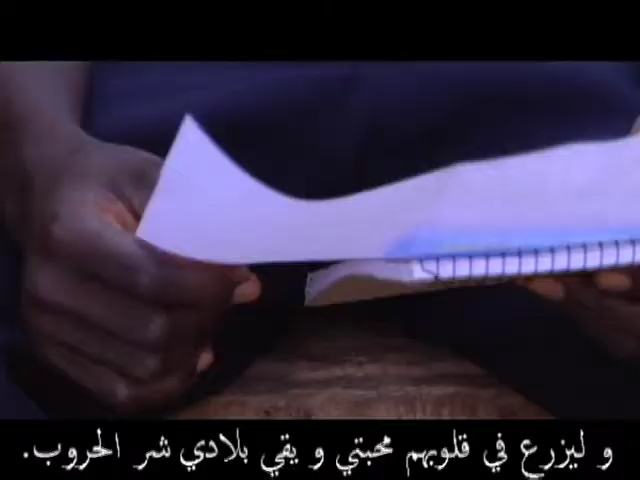 و ليزرع في قلوبهم محبتي و يقي بلادي شر الحروب.